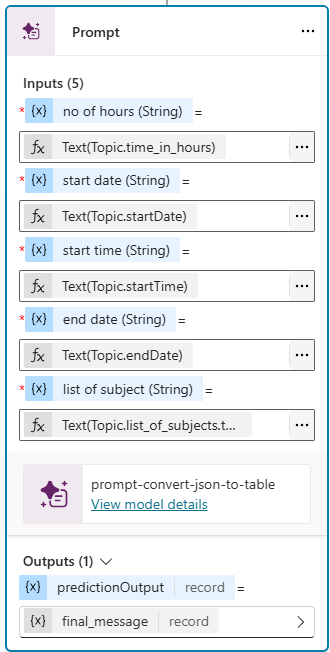 Prompt
Inputs (5)
* {x} no of hours (String) =
fx Text(Topic.time_in_hours)
* {x} start date (String) =
fx Text(Topic.startDate)
* {x} start time (String) =
fx Text(Topic.startTime)
* {x} end date (String) =
fx Text(Topic.endDate)
* {x} list of subject (String) =
fx Text(Topic.list_of_subjects.t...
prompt-convert-json-to-table
View model details
Outputs (1)
{x} predictionOutput record =
{x} final_message record